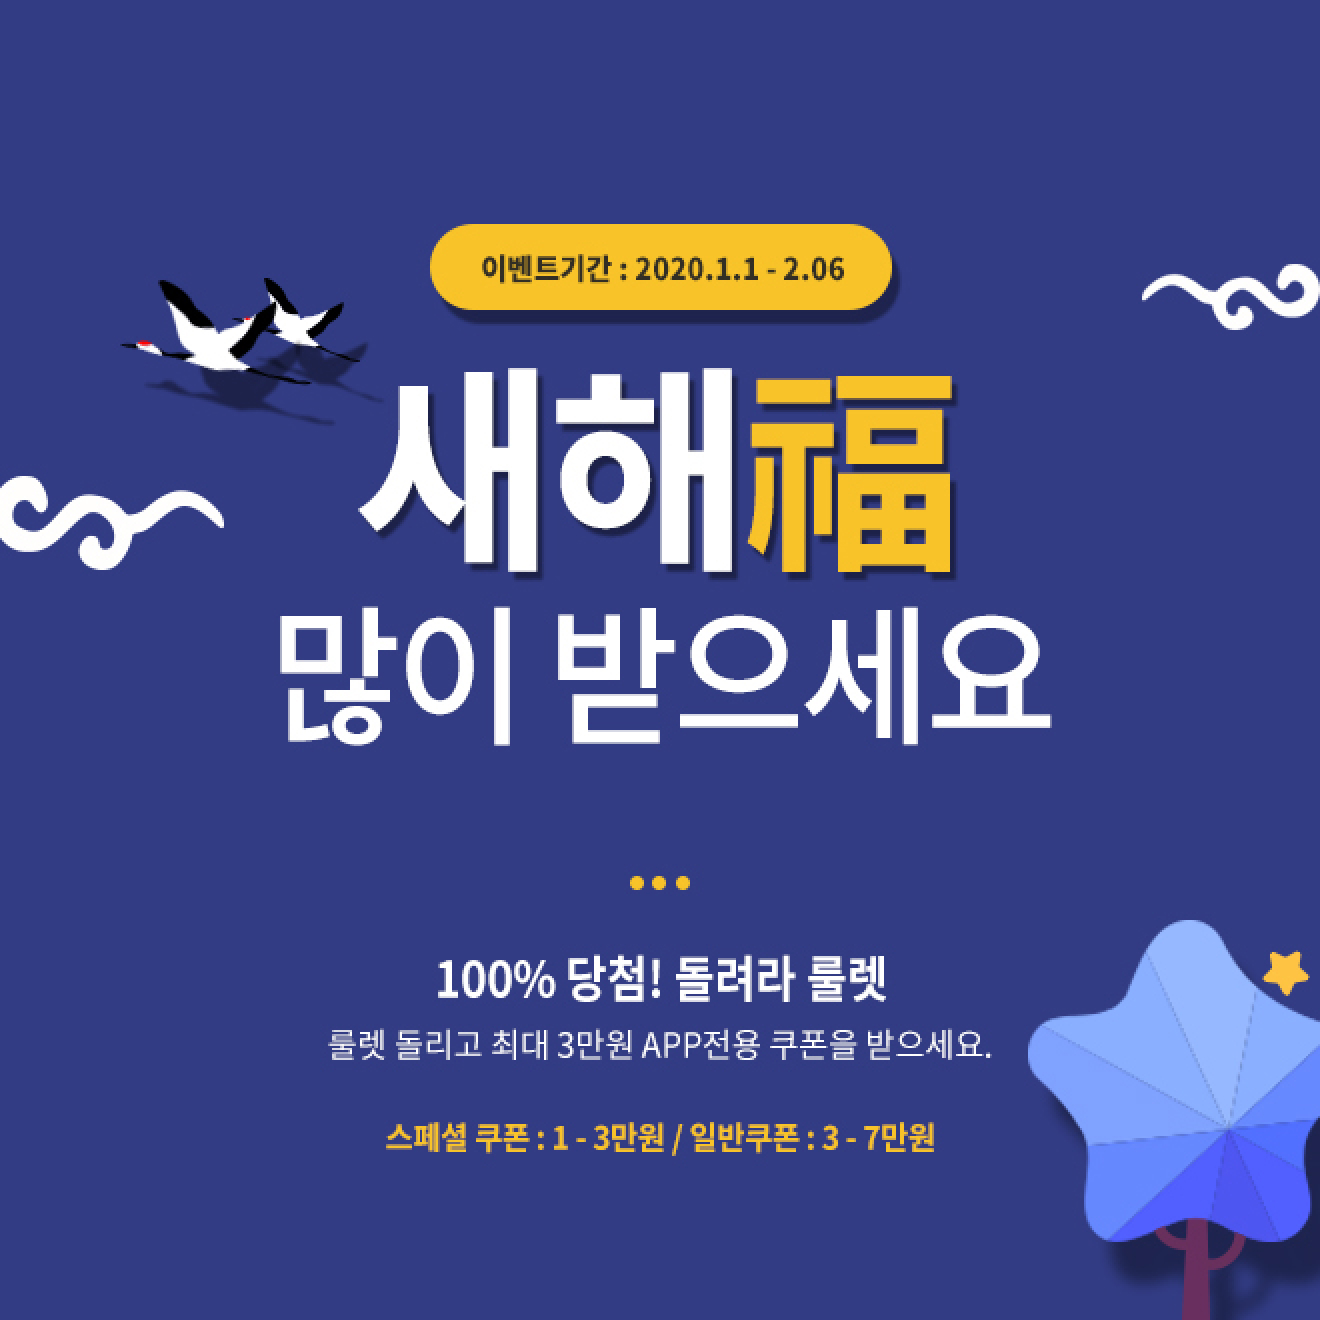 이벤트기간 : 2020.1.1 - 2.06
새해福
많이 받으세요
100% 당첨! 돌려라 룰렛
룰렛 돌리고 최대 3만원 APP전용 쿠폰을 받으세요.
스페셜 쿠폰 : 1 - 3만원 / 일반쿠폰 : 3 - 7만원